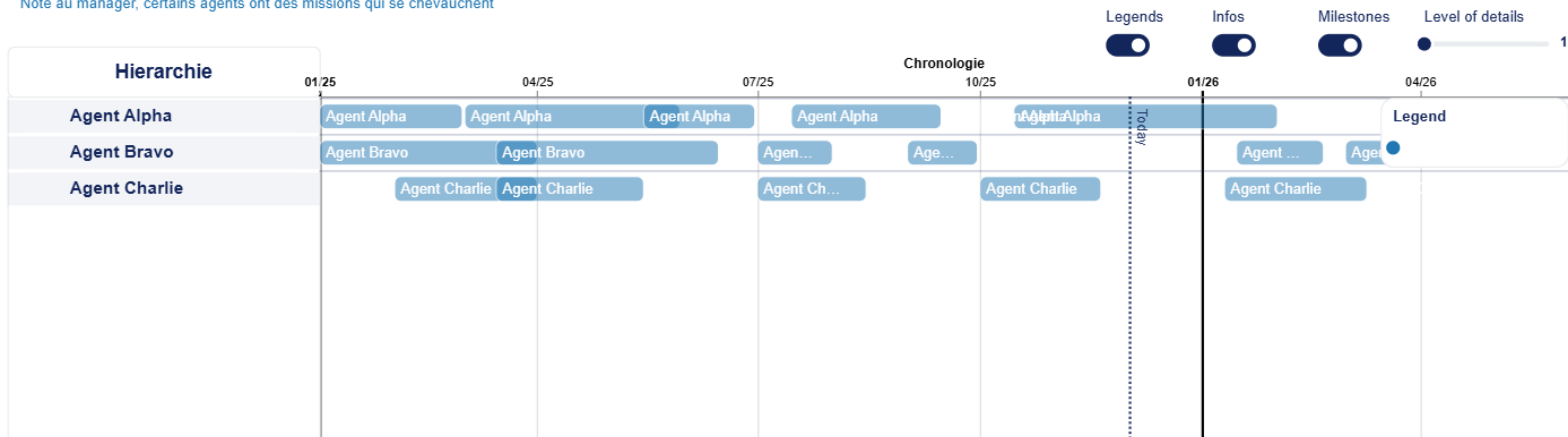 Note au manager, certains agents ont des missions qui se chevauchent
Legends Infos Milestones Level of details
1
Hierarchie
Chronologie
01/25 04/25 07/25 10/25 01/26 04/26
Agent Alpha
Agent Alpha Agent Alpha Agent Alpha Agent Alpha Agent Alpha
Today
Legend
Agent Bravo
Agent Bravo Agent Bravo Agen... Age... Agent ... Agen
Agent Charlie
Agent Charlie Agent Charlie Agent Ch... Agent Charlie Agent Charlie